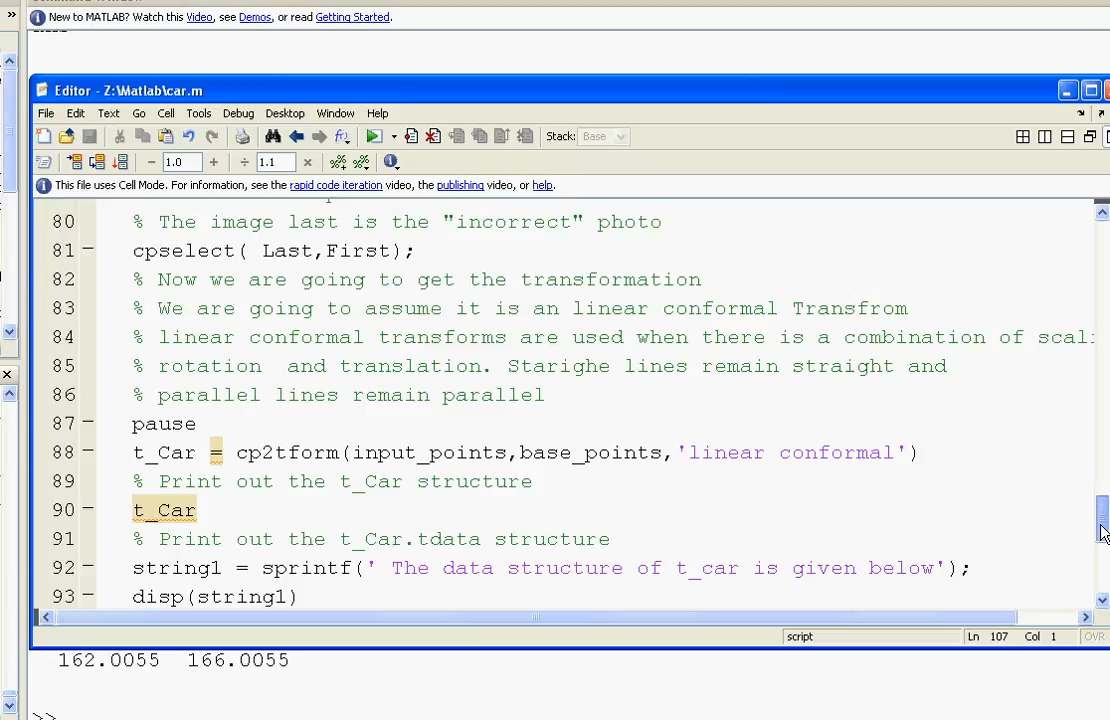 New to MATLAB? Watch this Video, see Demos, or read Getting Started.
Editor - Z:\Matlab\car.m
File Edit Text Go Cell Tools Debug Desktop Window Help
Stack: Base
1.0 1.1
This file uses Cell Mode. For information, see the rapid code iteration video, the publishing video, or help.
80 % The image last is the "incorrect" photo
81 cpselect( Last,First);
82 % Now we are going to get the transformation
83 % We are going to assume it is an linear conformal Transfrom
84 % linear conformal transforms are used when there is a combination of scali
85 % rotation and translation. Starighe lines remain straight and
86 % parallel lines remain parallel
87 pause
88 t_Car = cp2tform(input_points,base_points,'linear conformal')
89 % Print out the t_Car structure
90 t_Car
91 % Print out the t_Car.tdata structure
92 string1 = sprintf(' The data structure of t_car is given below');
93 disp(string1)
script Ln 107 Col 1 OVR
162.0055 166.0055
>>